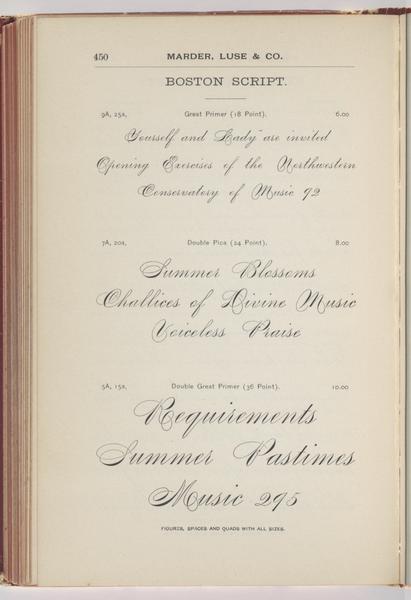 450 MARDER, LUSE & CO.
BOSTON SCRIPT.
9A, 25a, Great Primer (18 Point). 6.00
"Yourself and Lady" are invited
Opening Exercises of the Northwestern
Conservatory of Music 92
7A, 20a, Double Pica (24 Point). 8.00
Summer Blossoms
Challices of Divine Music
Voiceless Praise
5A, 15a, Double Great Primer (36 Point). 10.00
Requirements
Summer Pastimes
Music 295
FIGURES, SPACES AND QUADS WITH ALL SIZES.